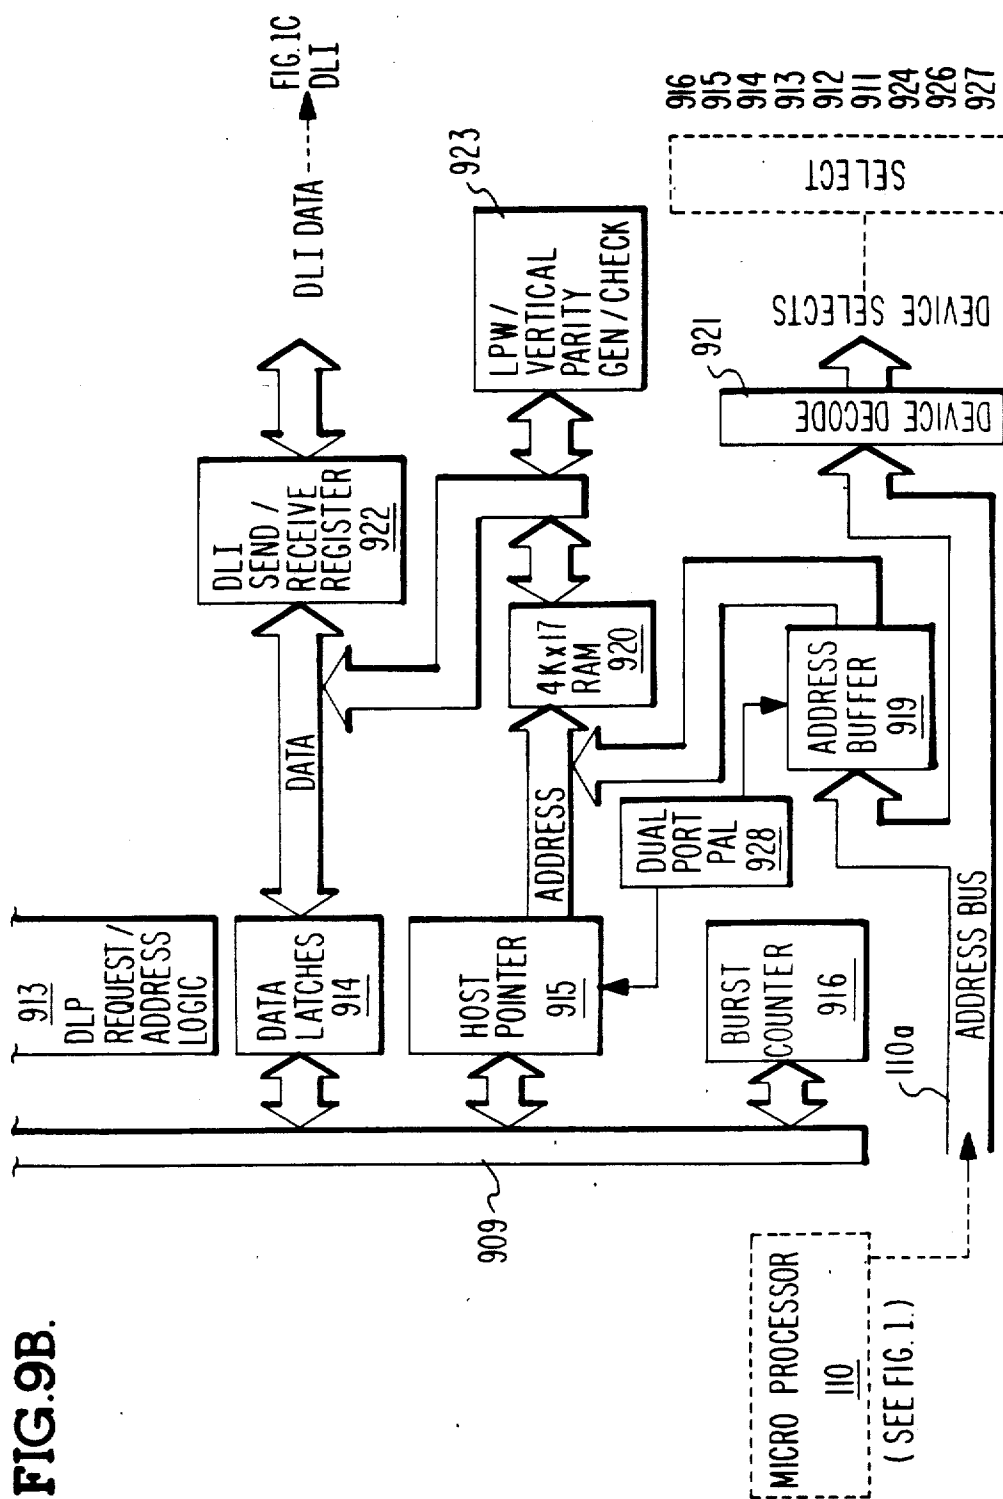 FIG.9B.
913
DLP
REQUEST/
ADDRESS
LOGIC
DATA
LATCHES
914
HOST
POINTER
915
BURST
COUNTER
916
909
DATA
DLI
SEND/
RECEIVE
REGISTER
922
DLI DATA
FIG.1C
DLI
ADDRESS
4Kx17
RAM
920
LPW/
VERTICAL
PARITY
GEN/CHECK
923
DUAL
PORT
PAL
928
ADDRESS
BUFFER
919
DEVICE DECODE
921
DEVICE SELECTS
SELECT
916
915
914
913
912
911
924
926
927
110a
ADDRESS BUS
MICRO PROCESSOR
110
(SEE FIG. 1.)